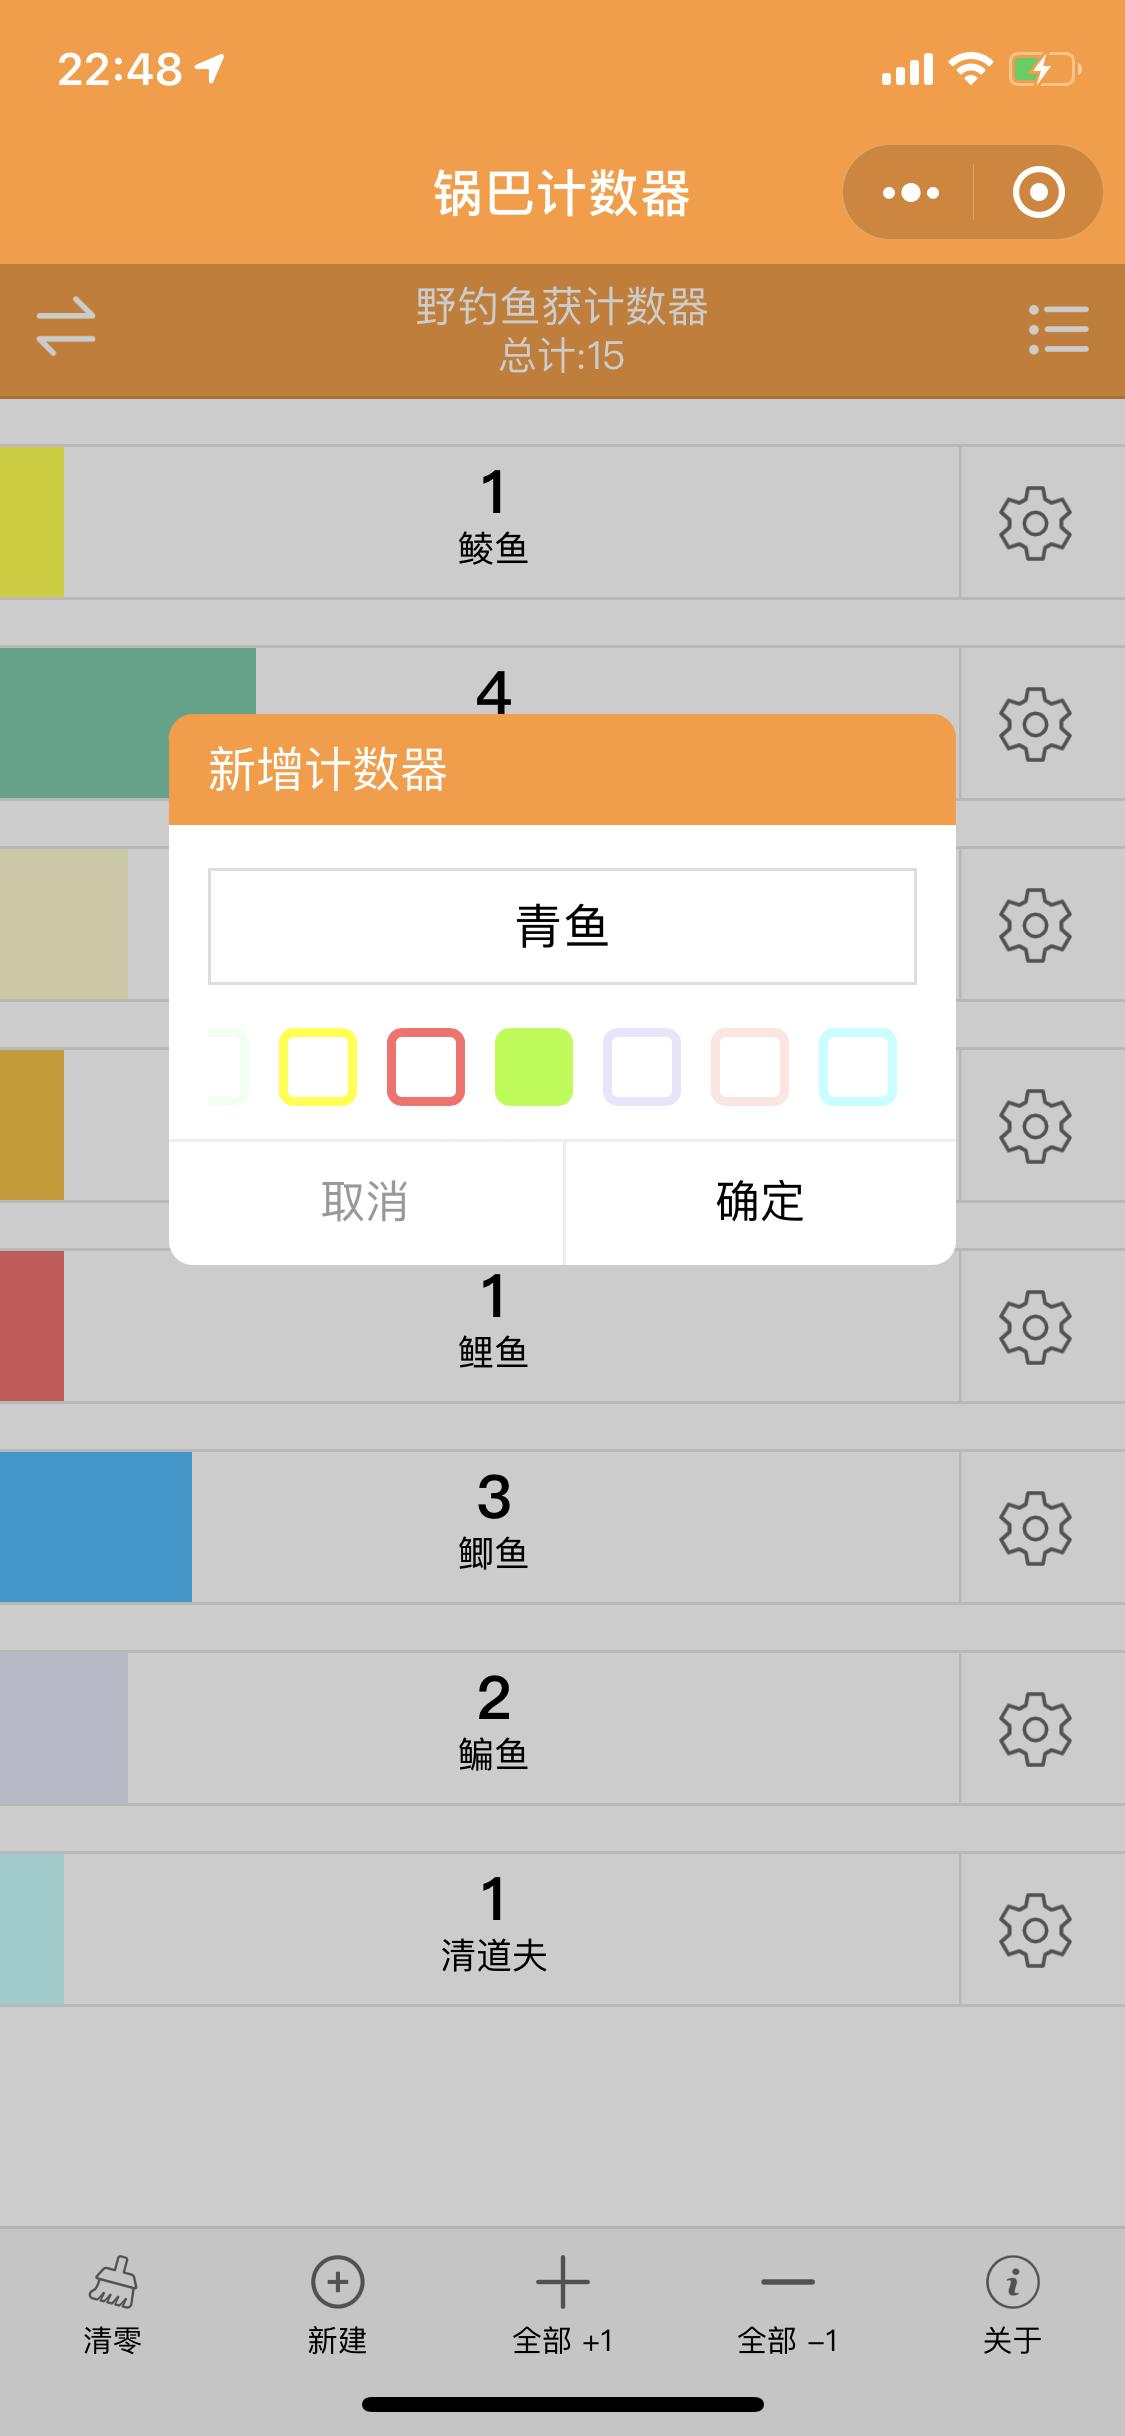 22:48
锅巴计数器
野钓鱼获计数器
总计:15
1
鲮鱼
4
新增计数器
青鱼
取消
确定
1
鲤鱼
3
鲫鱼
2
鳊鱼
1
清道夫
清零
新建
全部 +1
全部 -1
关于